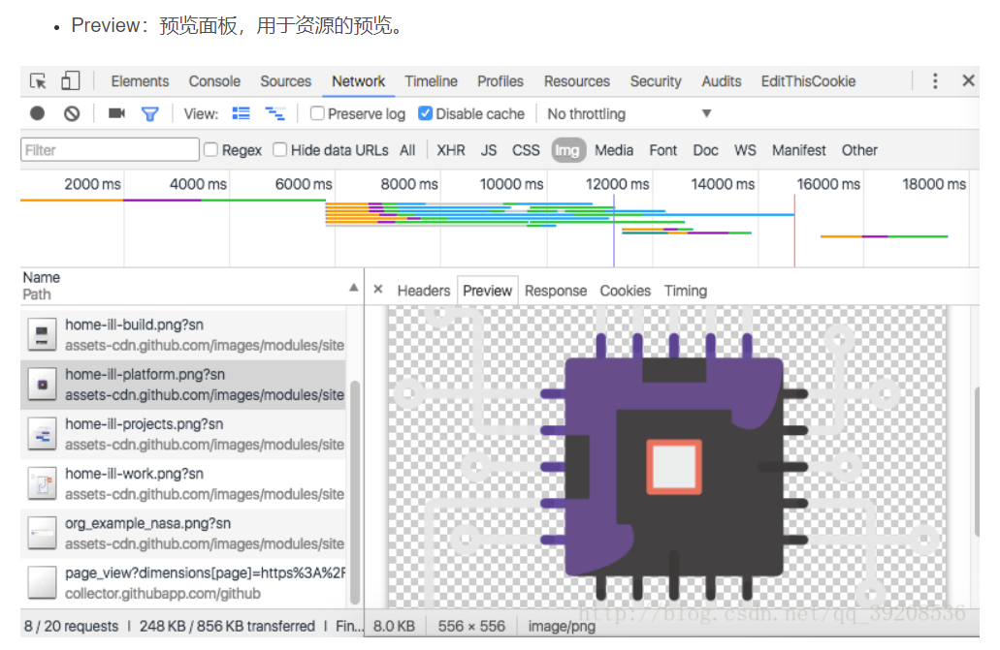 Preview：预览面板，用于资源的预览。
Elements Console Sources Network Timeline Profiles Resources Security Audits EditThisCookie
View: Preserve log Disable cache No throttling
Filter Regex Hide data URLs All XHR JS CSS Img Media Font Doc WS Manifest Other
2000 ms 4000 ms 6000 ms 8000 ms 10000 ms 12000 ms 14000 ms 16000 ms 18000 ms
Name
Path
Headers Preview Response Cookies Timing
home-ill-build.png?sn
assets-cdn.github.com/images/modules/site
home-ill-platform.png?sn
assets-cdn.github.com/images/modules/site
home-ill-projects.png?sn
assets-cdn.github.com/images/modules/site
home-ill-work.png?sn
assets-cdn.github.com/images/modules/site
org_example_nasa.png?sn
assets-cdn.github.com/images/modules/site
page_view?dimensions[page]=https%3A%2F
collector.githubapp.com/github
8 / 20 requests I 248 KB / 856 KB transferred I Fin...
8.0 KB 556 × 556 image/png
http://blog.csdn.net/qq_39208536